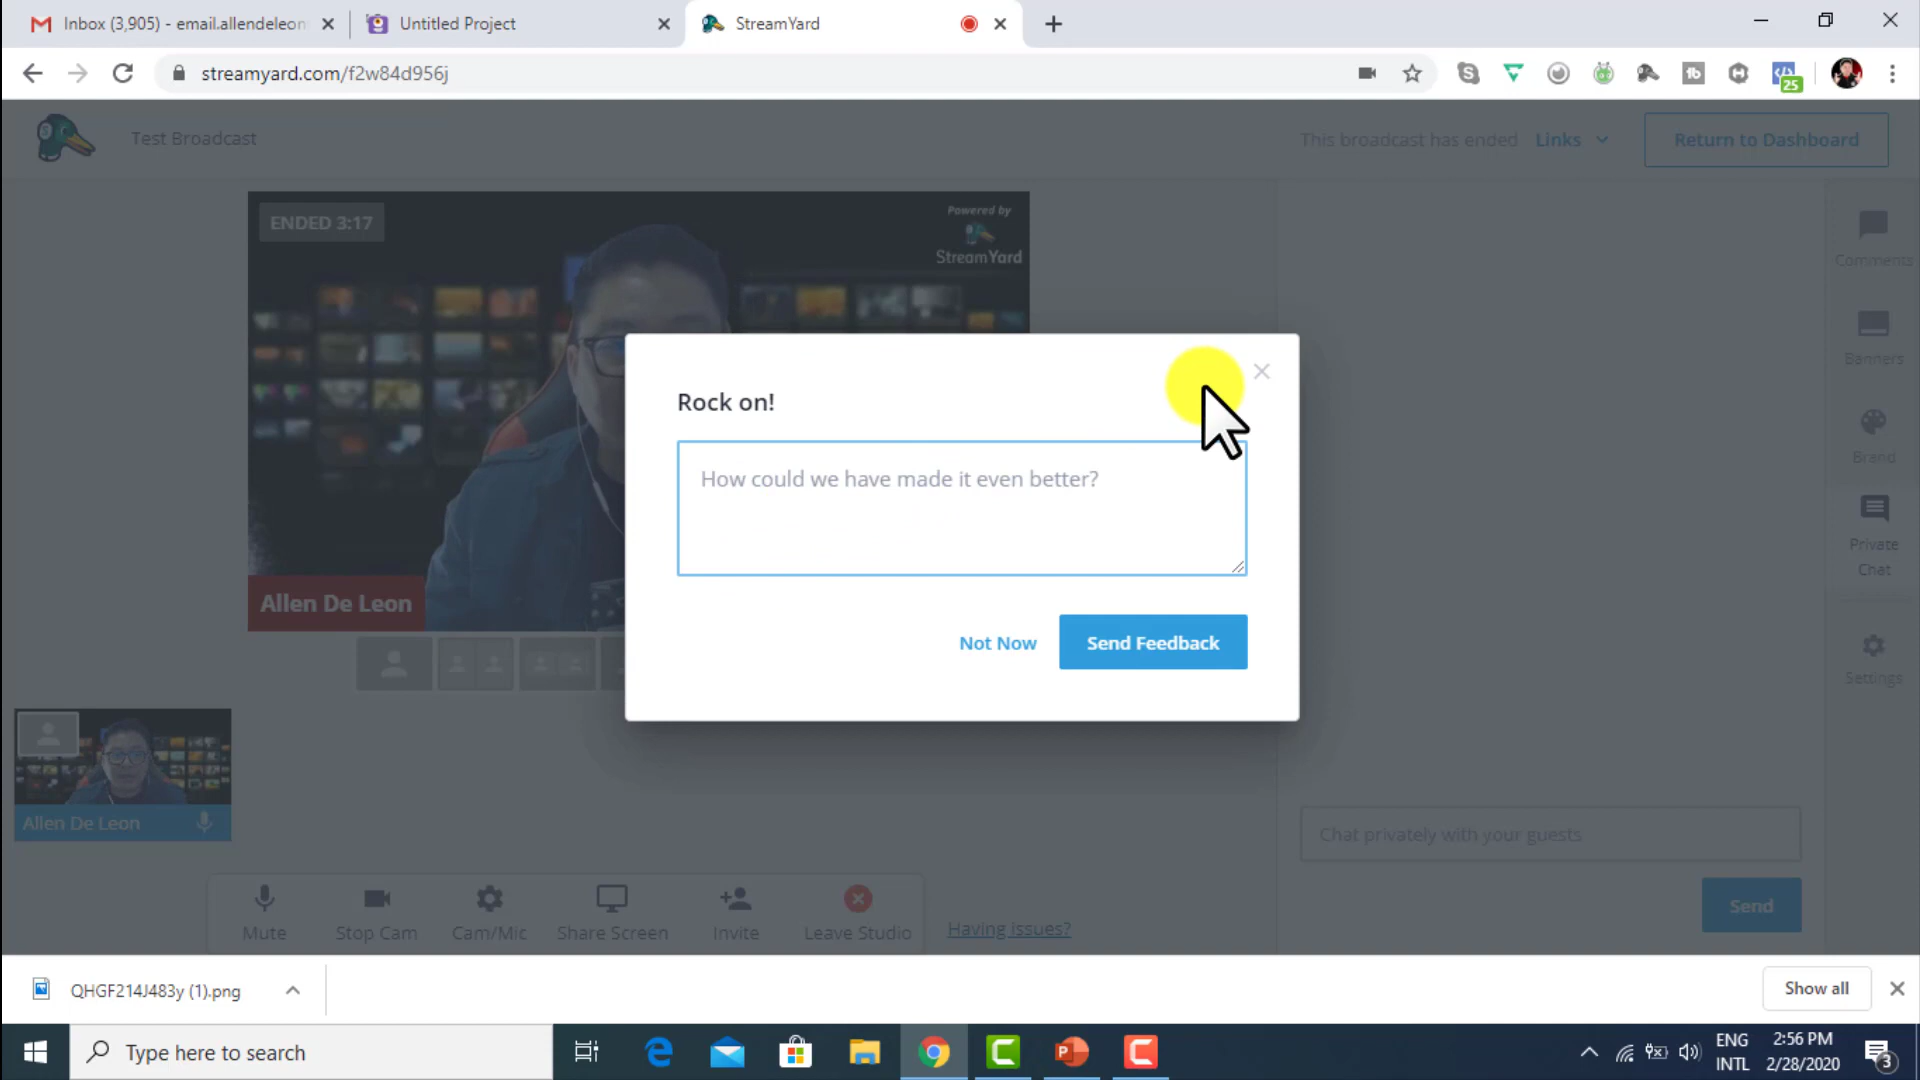 Inbox (3,905) - email.allendeleon
Untitled Project
StreamYard
streamyard.com/f2w84d956j
25
Test Broadcast
This broadcast has ended
Links
Return to Dashboard
ENDED 3:17
Powered by
StreamYard
Comments
Banners
Brand
Private
Chat
Settings
Rock on!
How could we have made it even better?
Not Now
Send Feedback
Allen De Leon
Allen De Leon
Chat privately with your guests
Send
Mute
Stop Cam
Cam/Mic
Share Screen
Invite
Leave Studio
Having issues?
QHGF214J483y (1).png
Show all
Type here to search
ENG
INTL
2:56 PM
2/28/2020
3